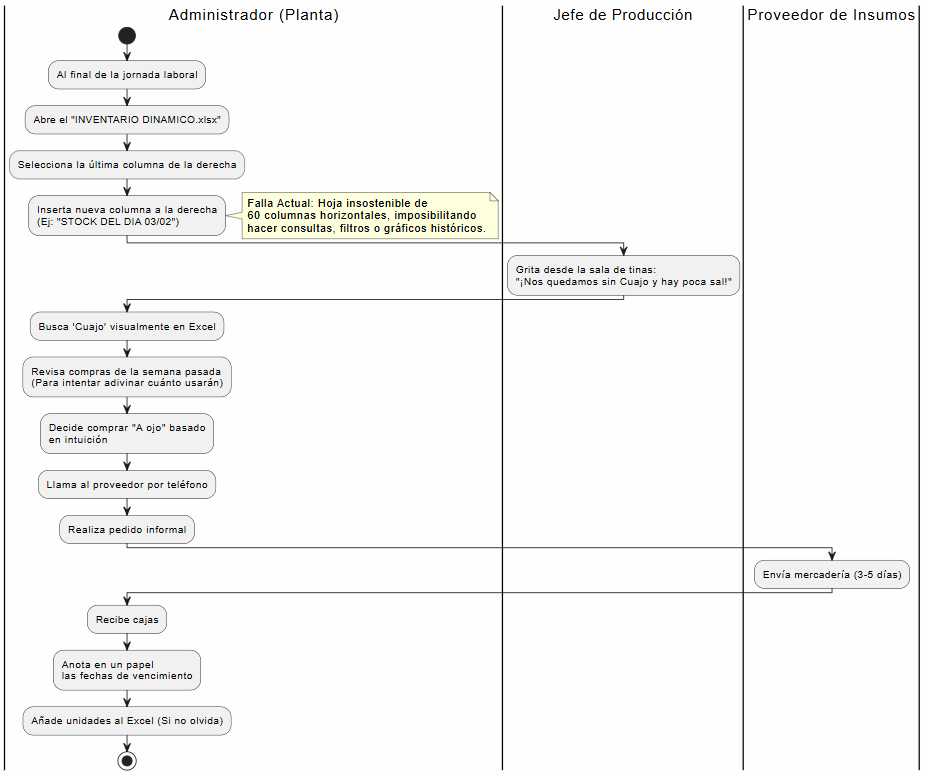 Administrador (Planta)
Jefe de Producción
Proveedor de Insumos
Al final de la jornada laboral
Abre el "INVENTARIO DINAMICO.xlsx"
Selecciona la última columna de la derecha
Inserta nueva columna a la derecha
(Ej: "STOCK DEL DIA 03/02")
Falla Actual: Hoja insostenible de
60 columnas horizontales, imposibilitando
hacer consultas, filtros o gráficos históricos.
Grita desde la sala de tinas:
"¡Nos quedamos sin Cuajo y hay poca sal!"
Busca 'Cuajo' visualmente en Excel
Revisa compras de la semana pasada
(Para intentar adivinar cuánto usarán)
Decide comprar "A ojo" basado
en intuición
Llama al proveedor por teléfono
Realiza pedido informal
Envía mercadería (3-5 días)
Recibe cajas
Anota en un papel
las fechas de vencimiento
Añade unidades al Excel (Si no olvida)